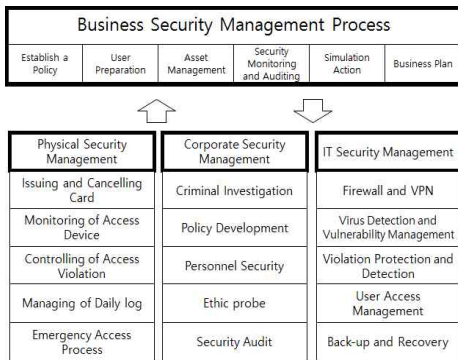 Business Security Management Process
Establish a
Policy
User
Preparation
Asset
Management
Security
Monitoring
and Auditing
Simulation
Action
Business Plan
Physical Security
Management
Issuing and Cancelling
Card
Monitoring of Access
Device
Controlling of Access
Violation
Managing of Daily log
Emergency Access
Process
Corporate Security
Management
Criminal Investigation
Policy Development
Personnel Security
Ethic probe
Security Audit
IT Security Management
Firewall and VPN
Virus Detection and
Vulnerability Management
Violation Protection and
Detection
User Access
Management
Back-up and Recovery